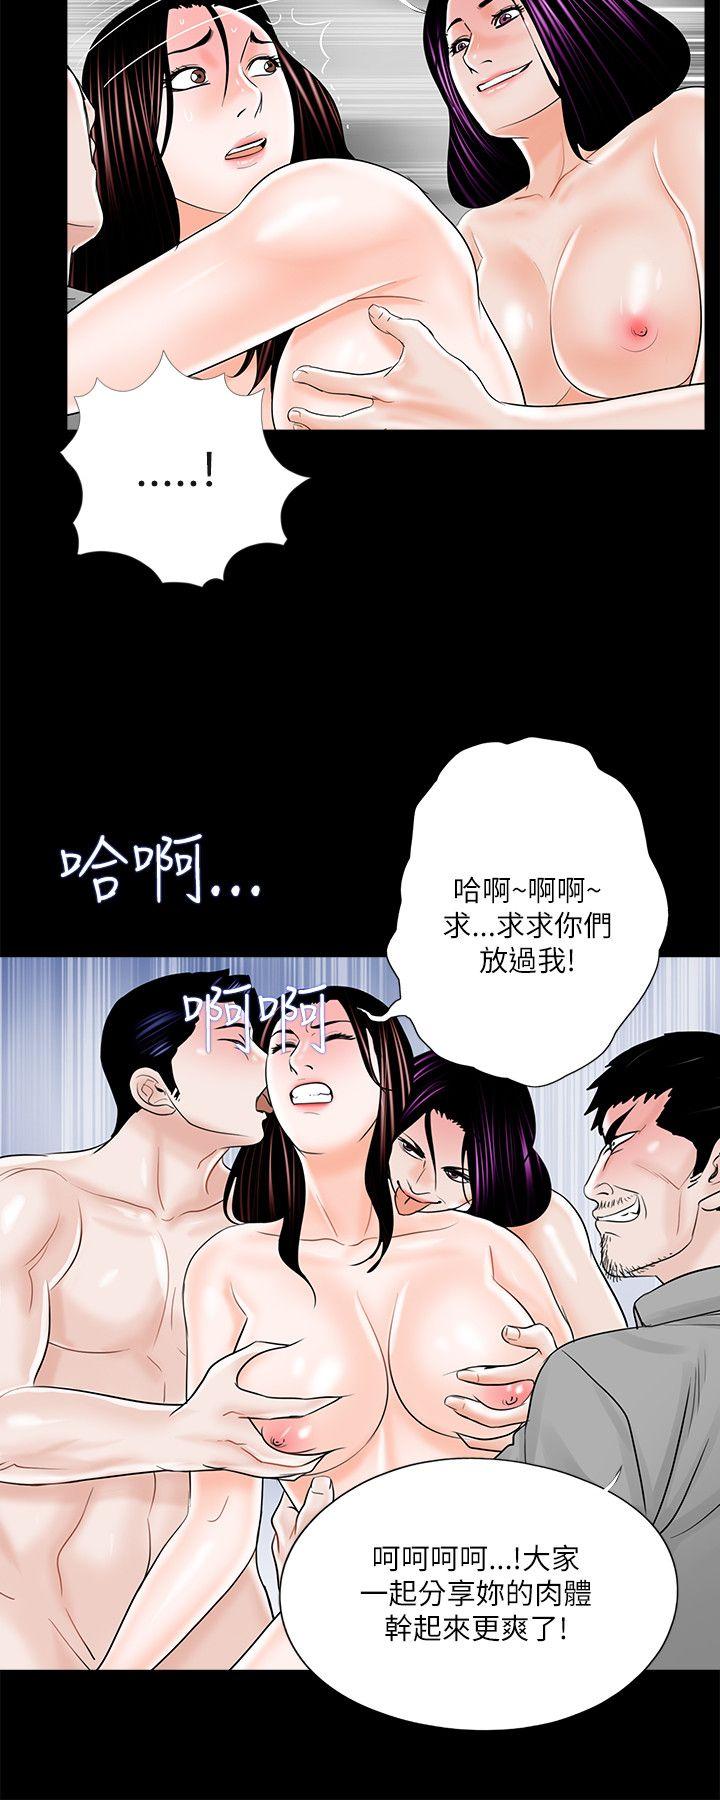 .....!
哈啊...
哈啊~啊啊~
求...求求你們
放過我!
啊啊
呵呵呵呵...!大家
一起分享妳的肉體
幹起來更爽了!